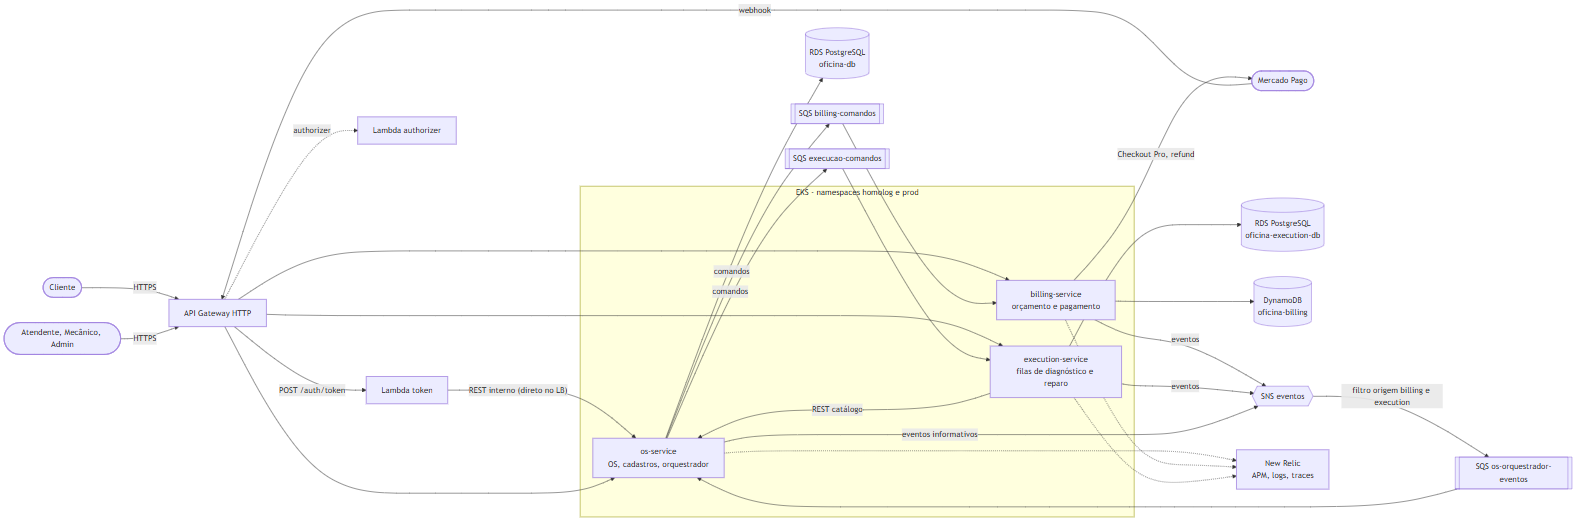 webhook
RDS PostgreSQL
oficina-db
Mercado Pago
SQS billing-comandos
Lambda authorizer
authorizer
SQS execucao-comandos
Checkout Pro, refund
EKS - namespaces homolog e prod
RDS PostgreSQL
oficina-execution-db
comandos
comandos
Cliente
HTTPS
API Gateway HTTP
billing-service
orçamento e pagamento
DynamoDB
oficina-billing
Atendente, Mecânico,
Admin
HTTPS
eventos
execution-service
filas de diagnóstico e
reparo
eventos
SNS eventos
filtro origem billing e
execution
POST /auth/token
Lambda token
REST interno (direto no LB)
REST catálogo
eventos informativos
os-service
OS, cadastros, orquestrador
New Relic
APM, logs, traces
SQS os-orquestrador-
eventos